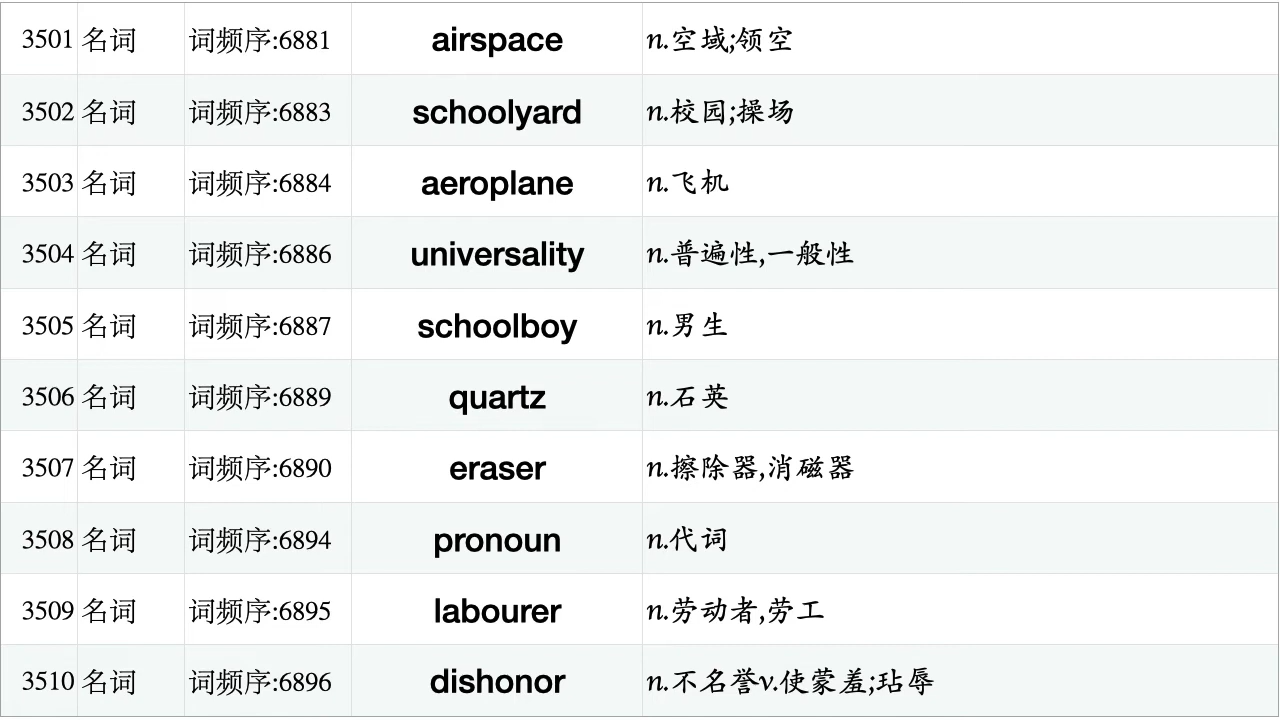 3501 名词 词频序:6881 airspace n.空域;领空
3502 名词 词频序:6883 schoolyard n.校园;操场
3503 名词 词频序:6884 aeroplane n.飞机
3504 名词 词频序:6886 universality n.普遍性,一般性
3505 名词 词频序:6887 schoolboy n.男生
3506 名词 词频序:6889 quartz n.石英
3507 名词 词频序:6890 eraser n.擦除器,消磁器
3508 名词 词频序:6894 pronoun n.代词
3509 名词 词频序:6895 labourer n.劳动者,劳工
3510 名词 词频序:6896 dishonor n.不名誉v.使蒙羞;玷辱